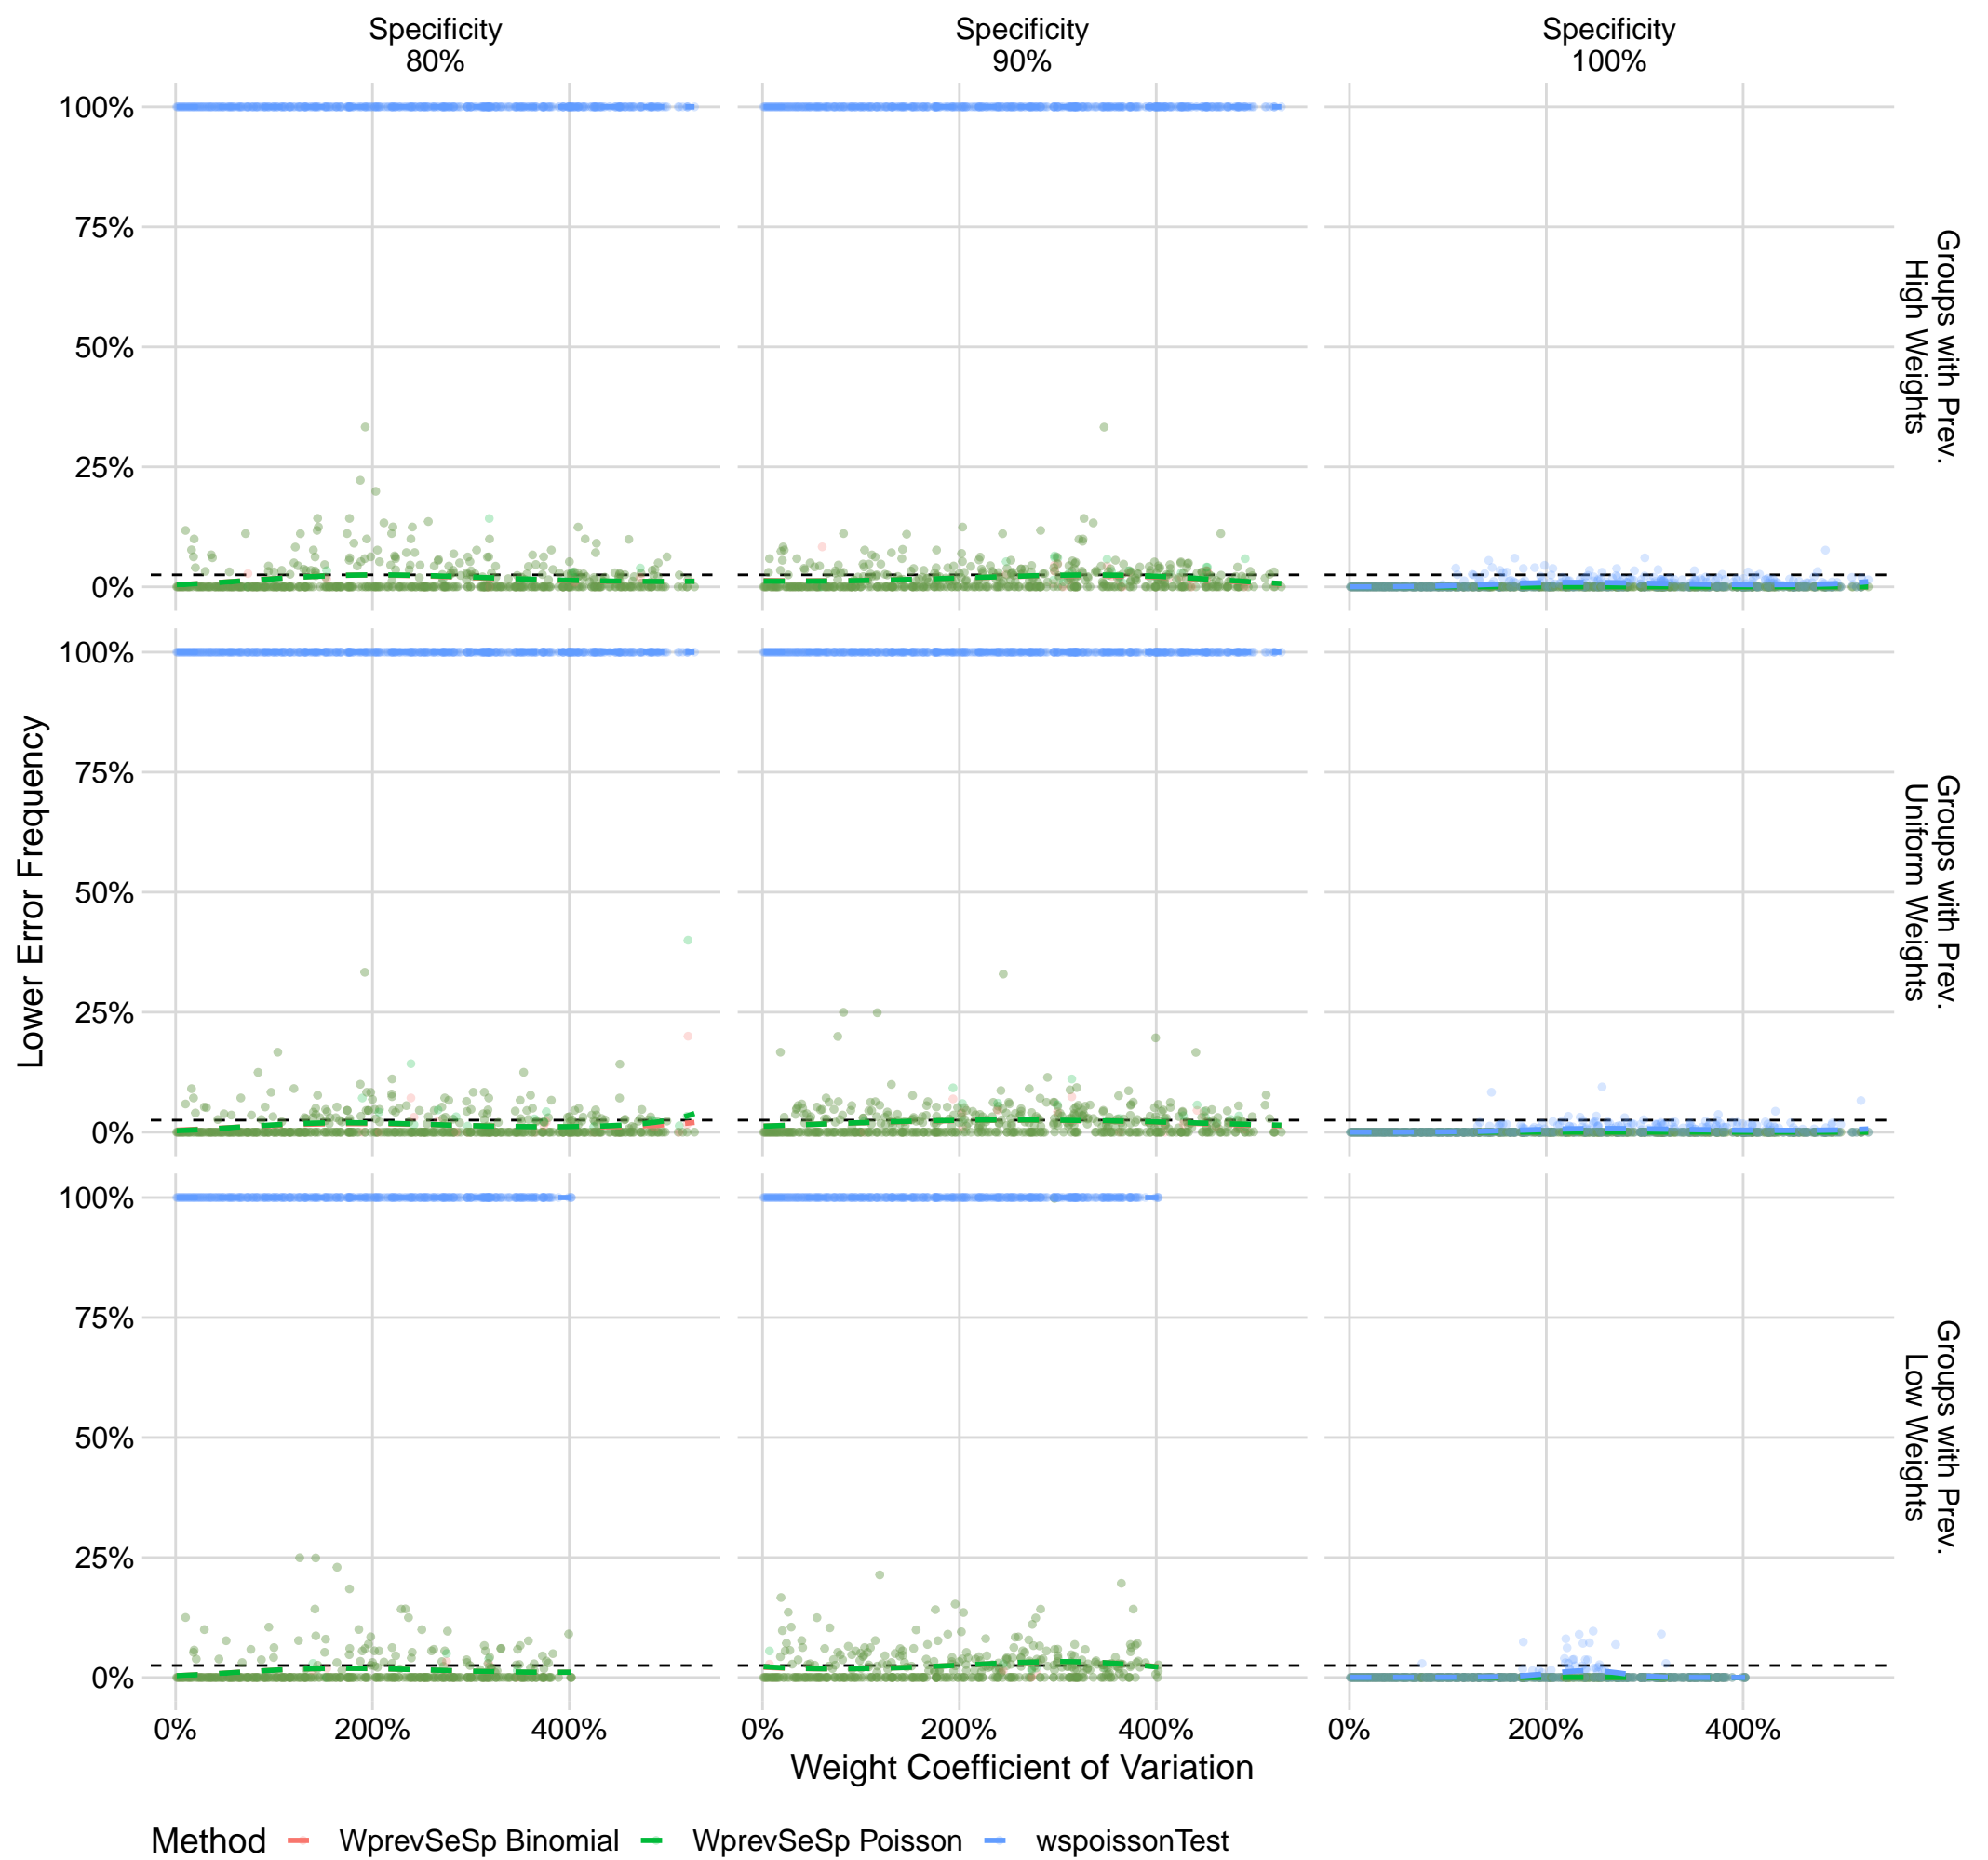 Specificity
80%
Specificity
90%
Specificity
100%
100%
75%
50%
25%
0%
Groups with Prev.
High Weights
100%
75%
50%
25%
0%
Groups with Prev.
Uniform Weights
100%
75%
50%
25%
0%
Groups with Prev.
Low Weights
Lower Error Frequency
0% 200% 400% 0% 200% 400% 0% 200% 400%
Weight Coefficient of Variation
Method WprevSeSp Binomial WprevSeSp Poisson wspoissonTest